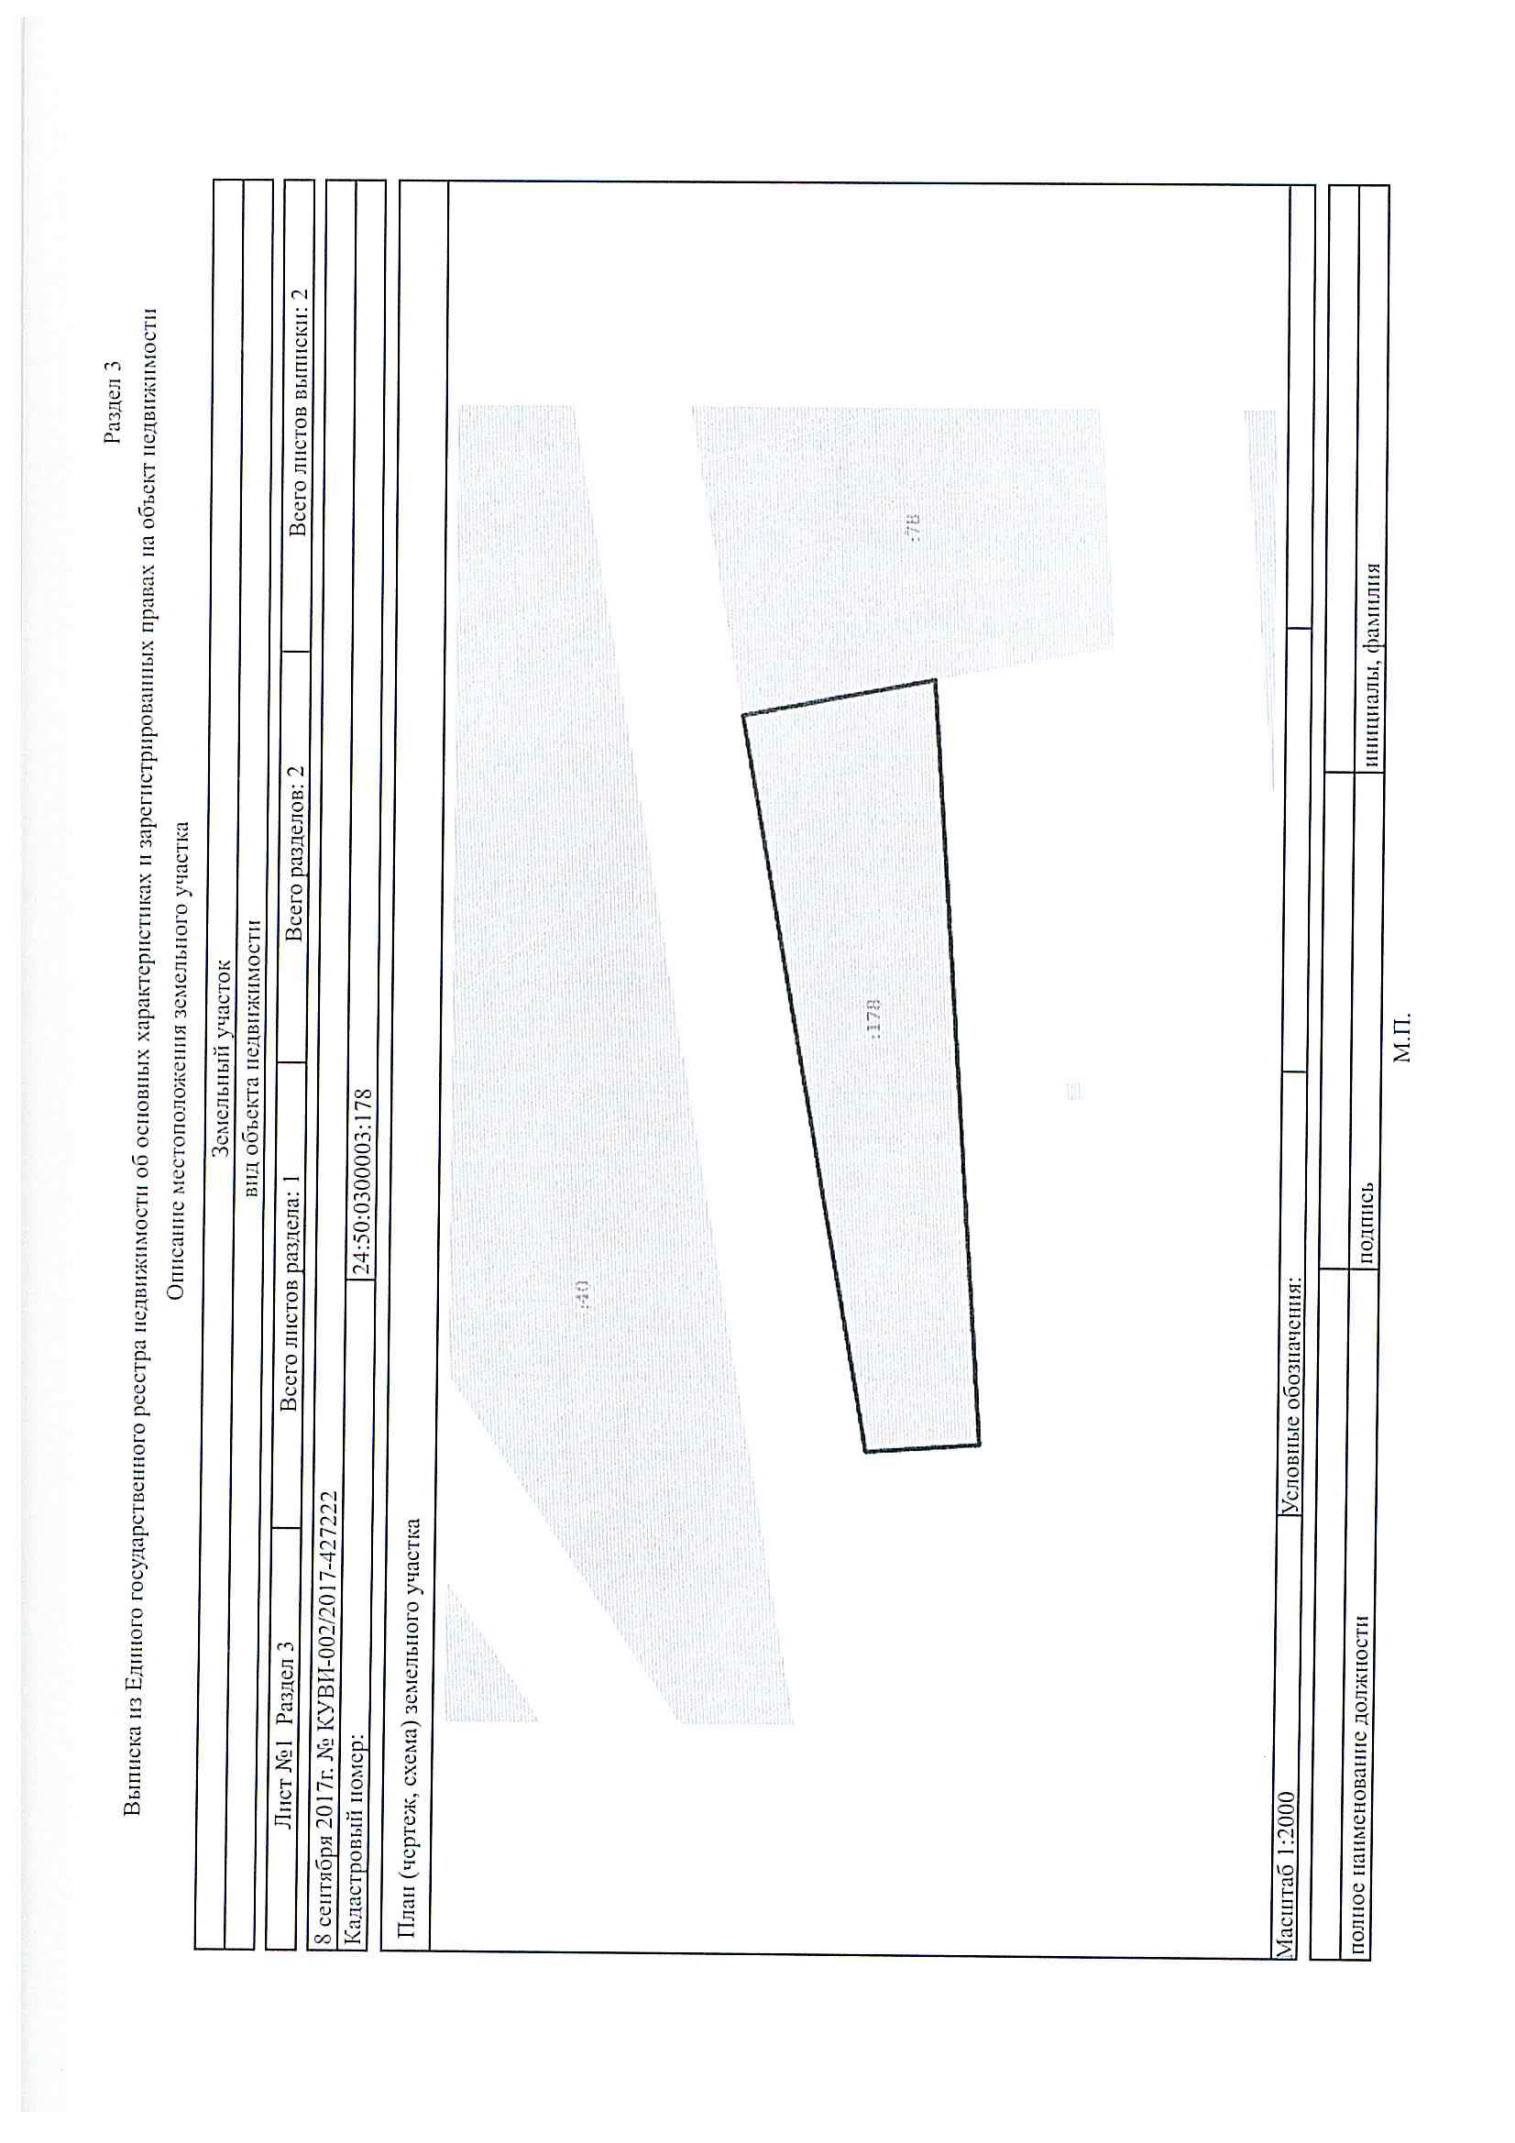 Раздел 3
Выписка из Единого государственного реестра недвижимости об основных характеристиках и зарегистрированных правах на объект недвижимости
Описание местоположения земельного участка
Земельный участок
вид объекта недвижимости
Лист №1 Раздел 3 Всего листов раздела: 1 Всего разделов: 2 Всего листов выписки: 2
8 сентября 2017г. № КУВИ-002/2017-427222
Кадастровый номер: 24:50:0300003:178
План (чертеж, схема) земельного участка
:40
:178
:78
Масштаб 1:2000 Условные обозначения:
полное наименование должности подпись инициалы, фамилия
М.П.